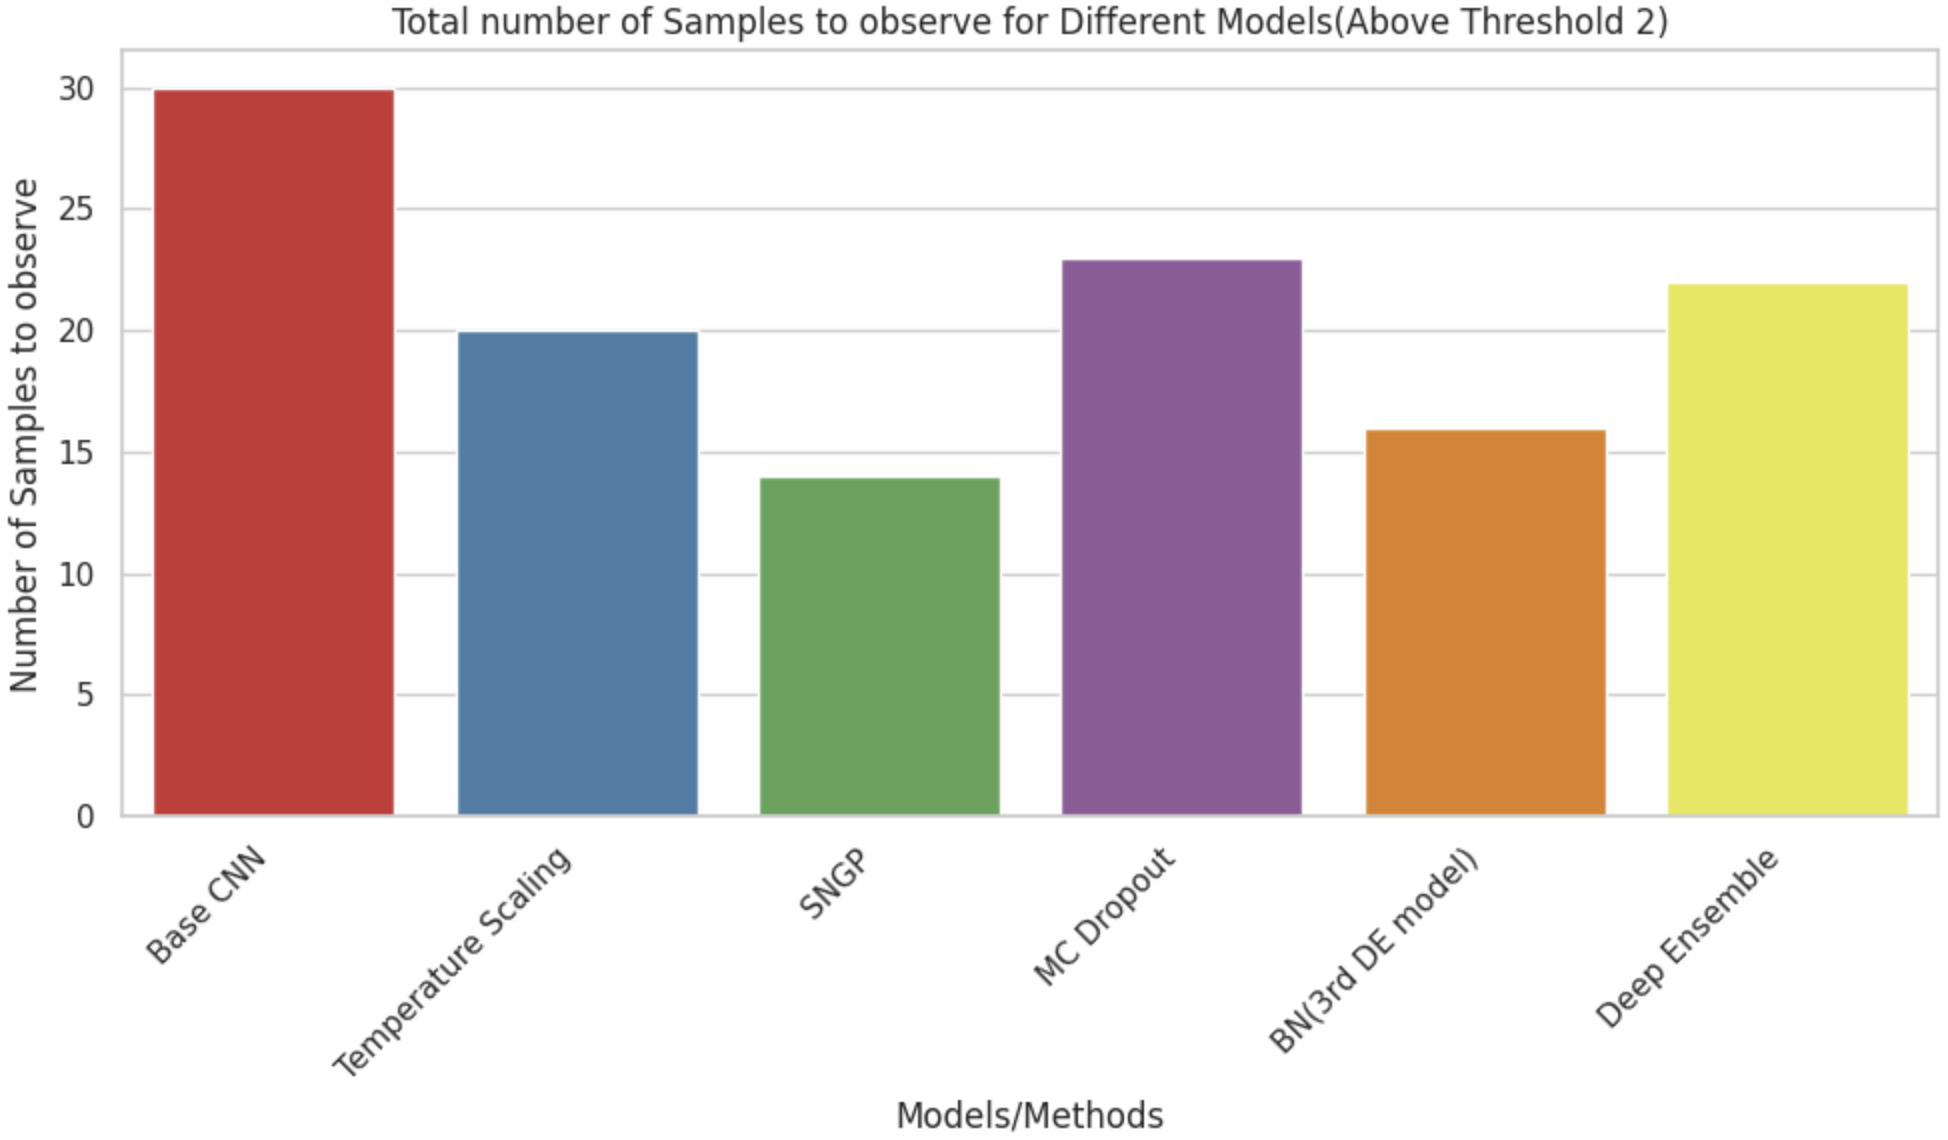 Total number of Samples to observe for Different Models(Above Threshold 2)
Number of Samples to observe
30
25
20
15
10
5
0
Base CNN
Temperature Scaling
SNGP
MC Dropout
BN(3rd DE model)
Deep Ensemble
Models/Methods